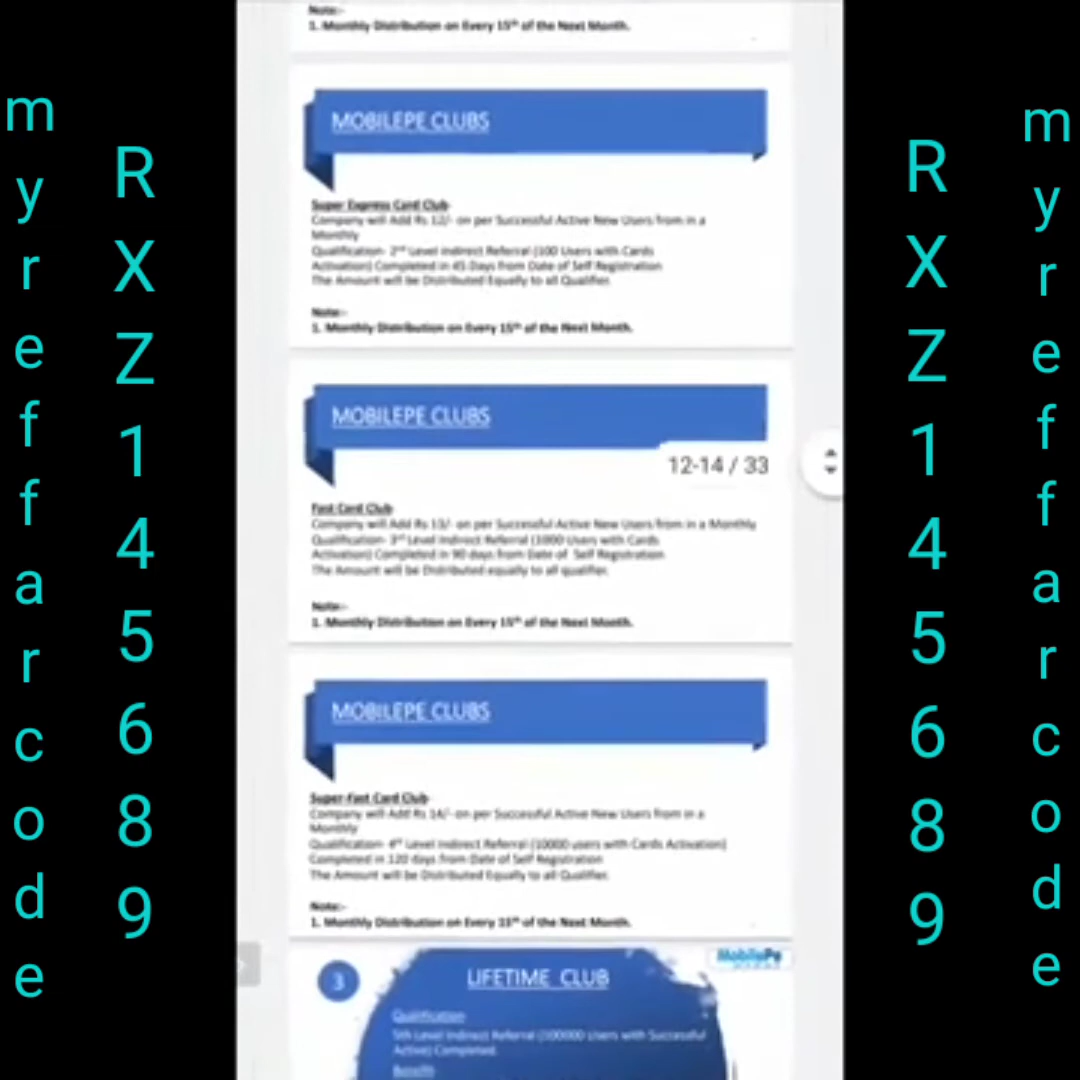 m
y
r
e
f
f
a
r
c
o
d
e
R
X
Z
1
4
5
6
8
9
Note:-
1. Monthly Distribution on Every 15th of the Next Month.
MOBILEPE CLUBS
Super Express Card Club
Company will Add Rs 12/- on per Successful Active New Users from in a
Monthly
Qualification- 2nd Level Indirect Referral (100 Users with Cards
Activation) Completed in 45 Days from Date of Self Registration
The Amount will be Distributed Equally to all Qualifier.
Note:-
1. Monthly Distribution on Every 15th of the Next Month.
MOBILEPE CLUBS
12-14 / 33
Fast Card Club
Company will Add Rs 13/- on per Successful Active New Users from in a Monthly
Qualification- 3rd Level Indirect Referral (1000 Users with Cards
Activation) Completed in 90 days from Date of Self Registration
The Amount will be Distributed equally to all qualifier.
Note:-
1. Monthly Distribution on Every 15th of the Next Month.
MOBILEPE CLUBS
Super-Fast Card Club
Company will Add Rs 14/- on per Successful Active New Users from in a
Monthly
Qualification- 4th Level Indirect Referral (10000 users with Cards Activation)
Completed in 120 days from Date of Self Registration
The Amount will be Distributed Equally to all Qualifier.
Note:-
1. Monthly Distribution on Every 15th of the Next Month.
MobilePe
3
LIFETIME CLUB
Qualification
5th Level Indirect Referral (100000 Users with Successful
Active) Completed.
Benefit
R
X
Z
1
4
5
6
8
9
m
y
r
e
f
f
a
r
c
o
d
e